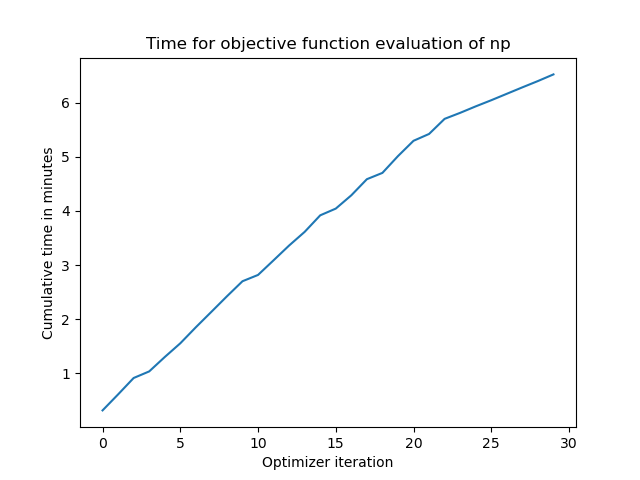 Time for objective function evaluation of np
Cumulative time in minutes
6
5
4
3
2
1
0 5 10 15 20 25 30
Optimizer iteration